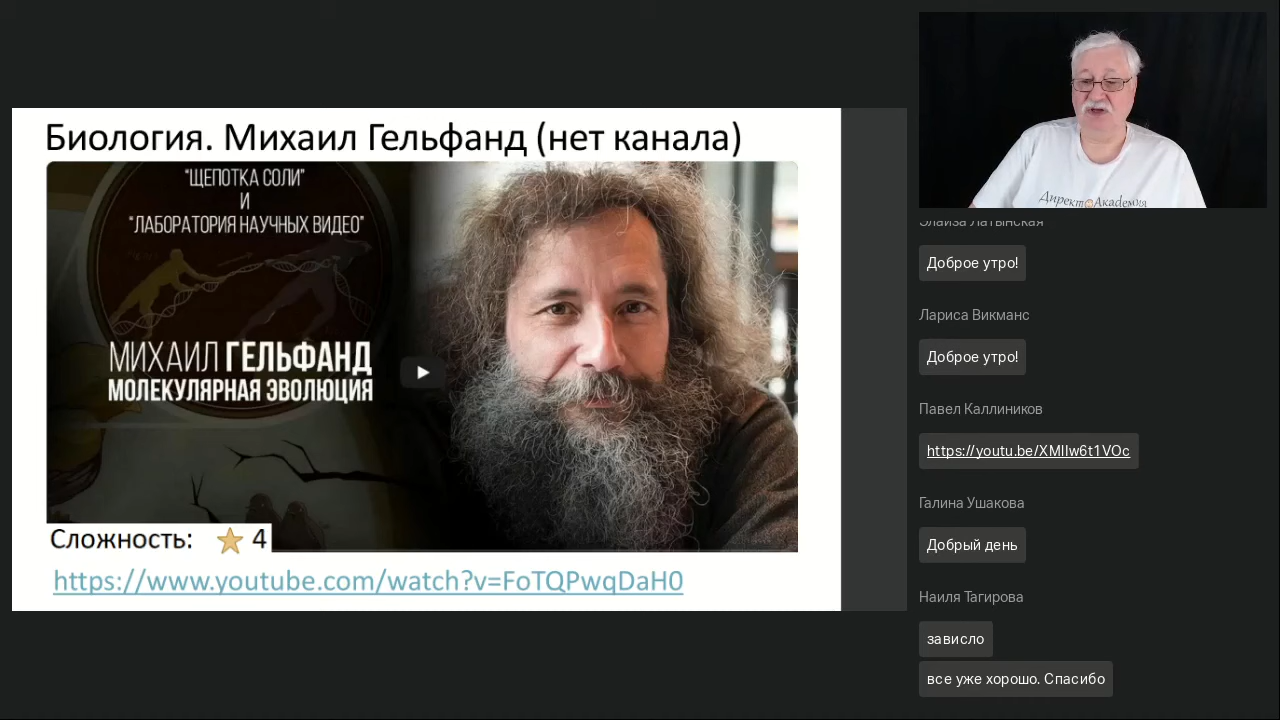 Биология. Михаил Гельфанд (нет канала)
"ЩЕПОТКА СОЛИ"
И
"ЛАБОРАТОРИЯ НАУЧНЫХ ВИДЕО"
МИХАИЛ ГЕЛЬФАНД
МОЛЕКУЛЯРНАЯ ЭВОЛЮЦИЯ
Сложность: 4
https://www.youtube.com/watch?v=FoTQPwqDaH0
Директ Академия
Элаиза Латынская
Доброе утро!
Лариса Викманс
Доброе утро!
Павел Каллиников
https://youtu.be/XMlIw6t1VOc
Галина Ушакова
Добрый день
Наиля Тагирова
зависло
все уже хорошо. Спасибо